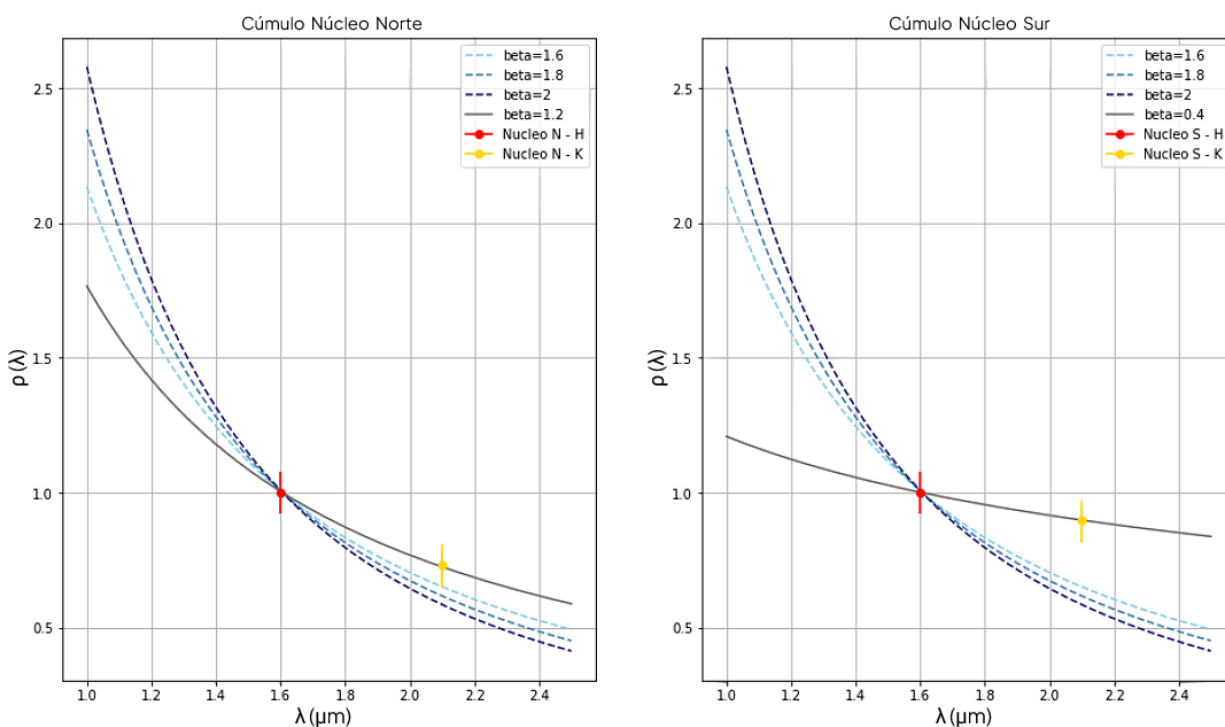 Cúmulo Núcleo Norte
beta=1.6
beta=1.8
beta=2
beta=1.2
Nucleo N - H
Nucleo N - K
ρ(λ)
2.5
2.0
1.5
1.0
0.5
1.0 1.2 1.4 1.6 1.8 2.0 2.2 2.4
λ(μm)
Cúmulo Núcleo Sur
beta=1.6
beta=1.8
beta=2
beta=0.4
Nucleo S - H
Nucleo S - K
ρ(λ)
2.5
2.0
1.5
1.0
0.5
1.0 1.2 1.4 1.6 1.8 2.0 2.2 2.4
λ(μm)